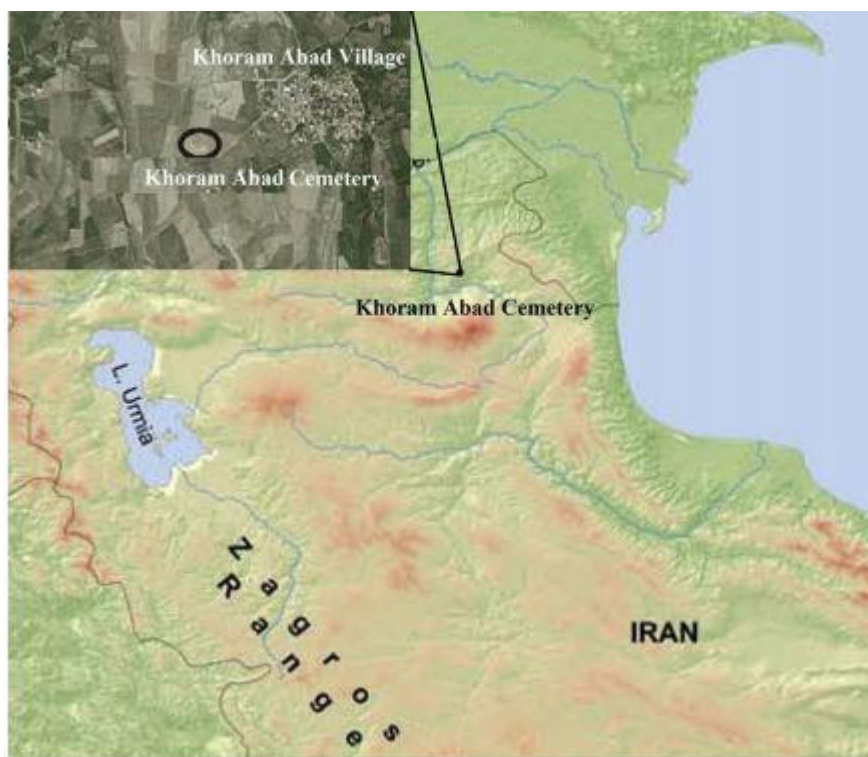 Khoram Abad Village
Khoram Abad Cemetery
Khoram Abad Cemetery
L, Urmia
Zagros
Range
IRAN